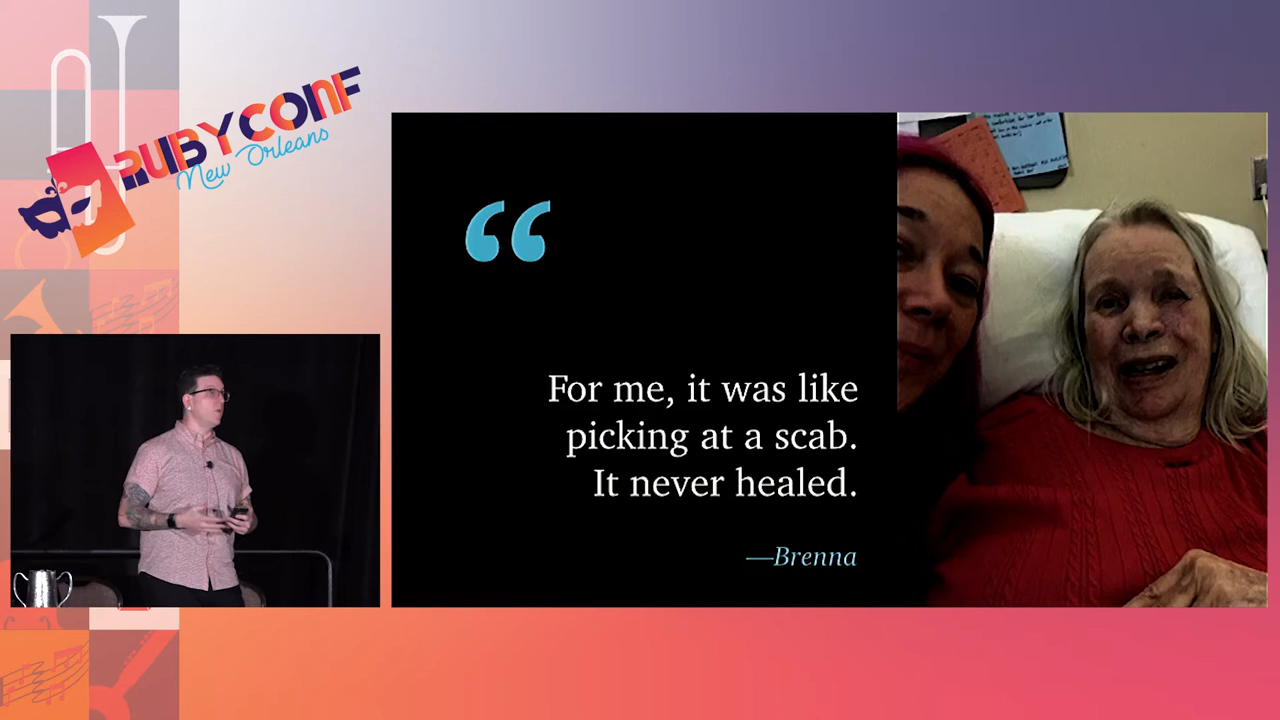 RUBYCONF
New Orleans
“
For me, it was like
picking at a scab.
It never healed.
—Brenna